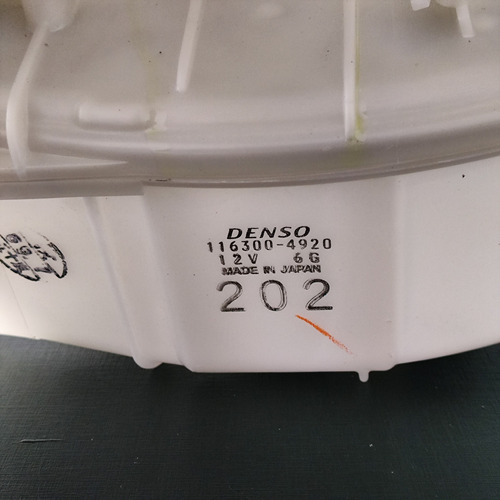 DENSO
116300-4920
12V 6G
MADE IN JAPAN
202